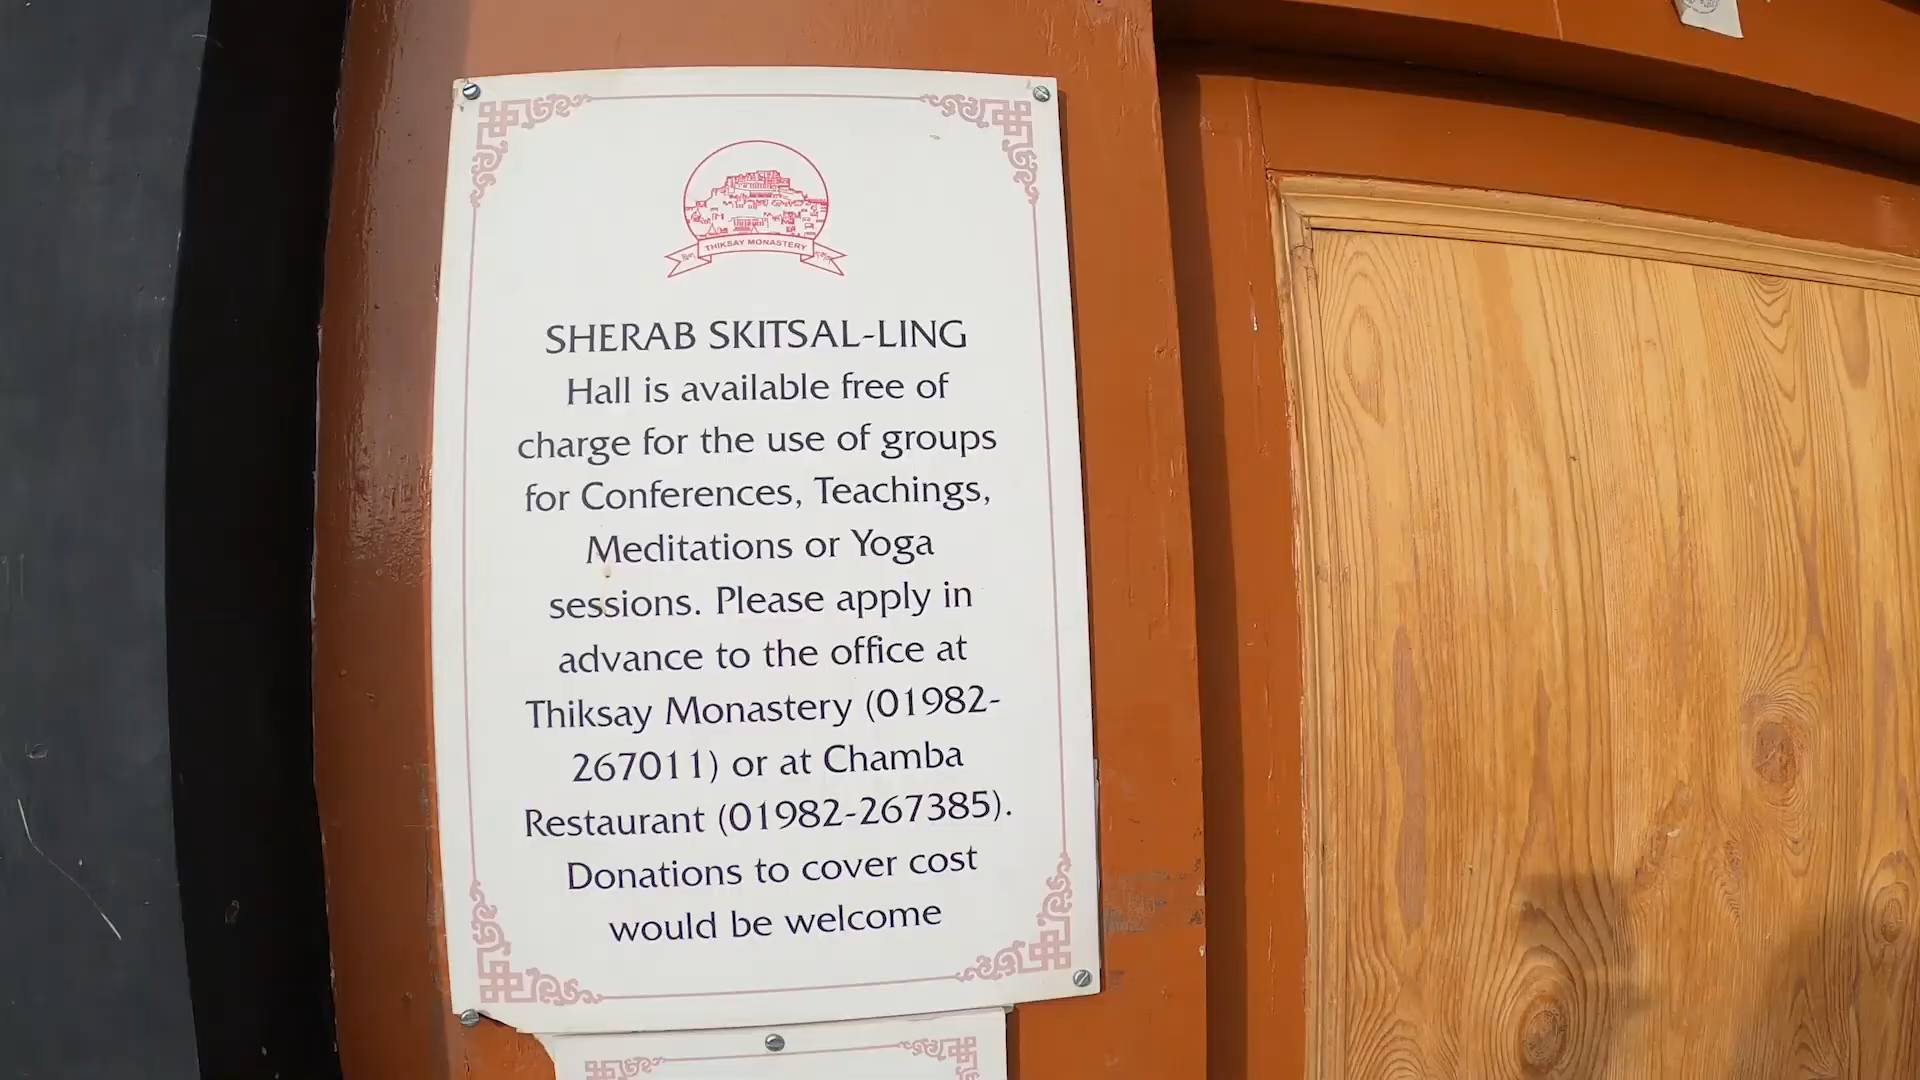 THIKSAY MONASTERY
SHERAB SKITSAL-LING
Hall is available free of
charge for the use of groups
for Conferences, Teachings,
Meditations or Yoga
sessions. Please apply in
advance to the office at
Thiksay Monastery (01982-
267011) or at Chamba
Restaurant (01982-267385).
Donations to cover cost
would be welcome